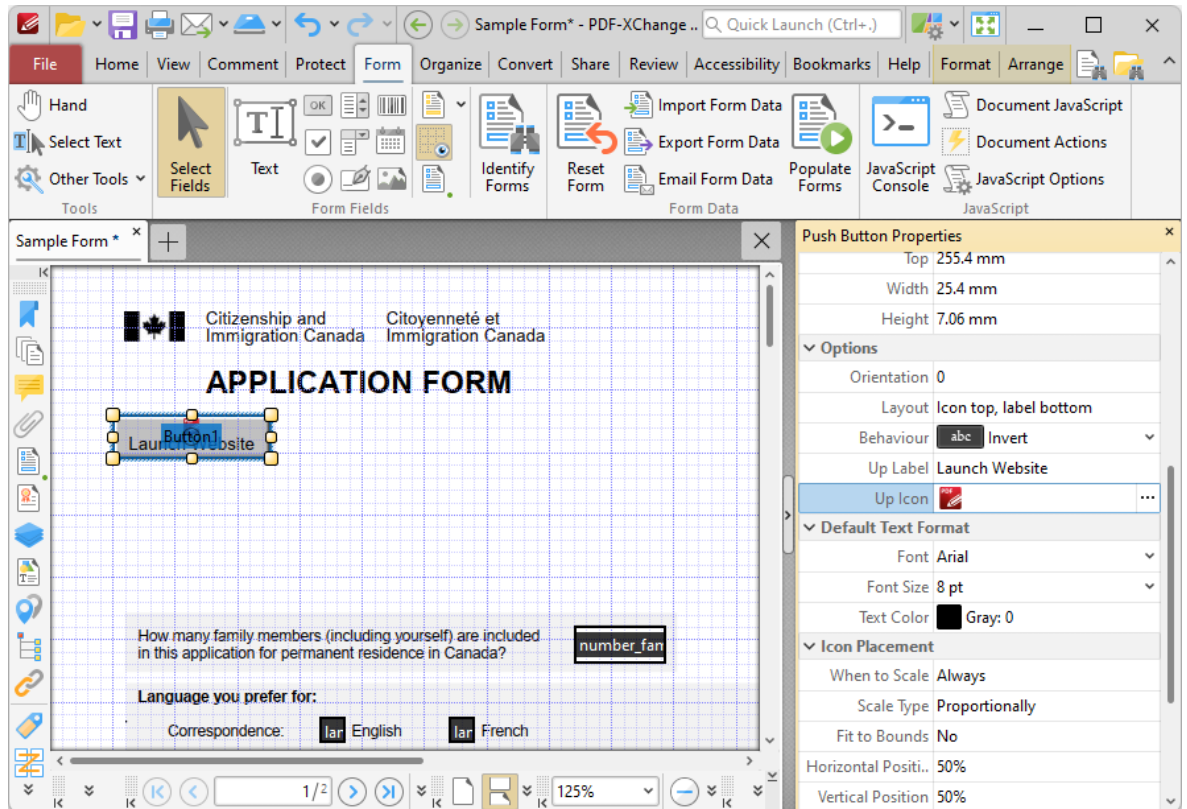 Sample Form* - PDF-XChange ..
Quick Launch (Ctrl+.)
File Home View Comment Protect Form Organize Convert Share Review Accessibility Bookmarks Help Format Arrange
Hand
Select Text
Other Tools
Tools
Select Fields
Text
OK
Form Fields
Identify Forms
Reset Form
Import Form Data
Export Form Data
Email Form Data
Populate Forms
Form Data
JavaScript Console
Document JavaScript
Document Actions
JavaScript Options
JavaScript
Sample Form *
Citizenship and Immigration Canada
Citoyenneté et Immigration Canada
APPLICATION FORM
Button1
Launch Website
How many family members (including yourself) are included
in this application for permanent residence in Canada?
number_fam
Language you prefer for:
Correspondence: lar English lar French
1/2
125%
Push Button Properties
Top 255.4 mm
Width 25.4 mm
Height 7.06 mm
Options
Orientation 0
Layout Icon top, label bottom
Behaviour abc Invert
Up Label Launch Website
Up Icon PDF ...
Default Text Format
Font Arial
Font Size 8 pt
Text Color Gray: 0
Icon Placement
When to Scale Always
Scale Type Proportionally
Fit to Bounds No
Horizontal Positi.. 50%
Vertical Position 50%